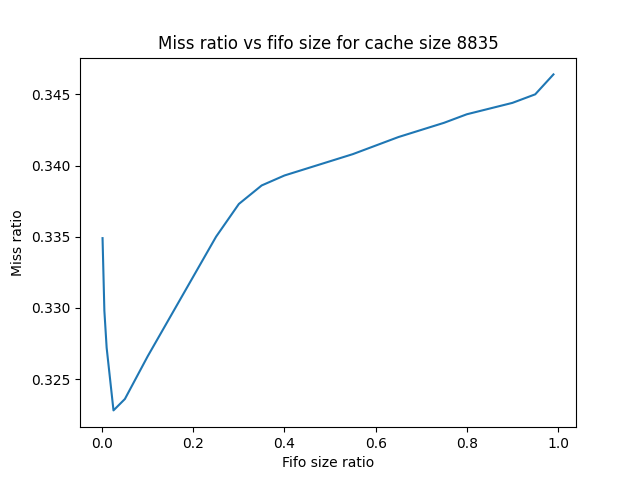 Miss ratio vs fifo size for cache size 8835
0.345
0.340
0.335
0.330
0.325
Miss ratio
0.0 0.2 0.4 0.6 0.8 1.0
Fifo size ratio